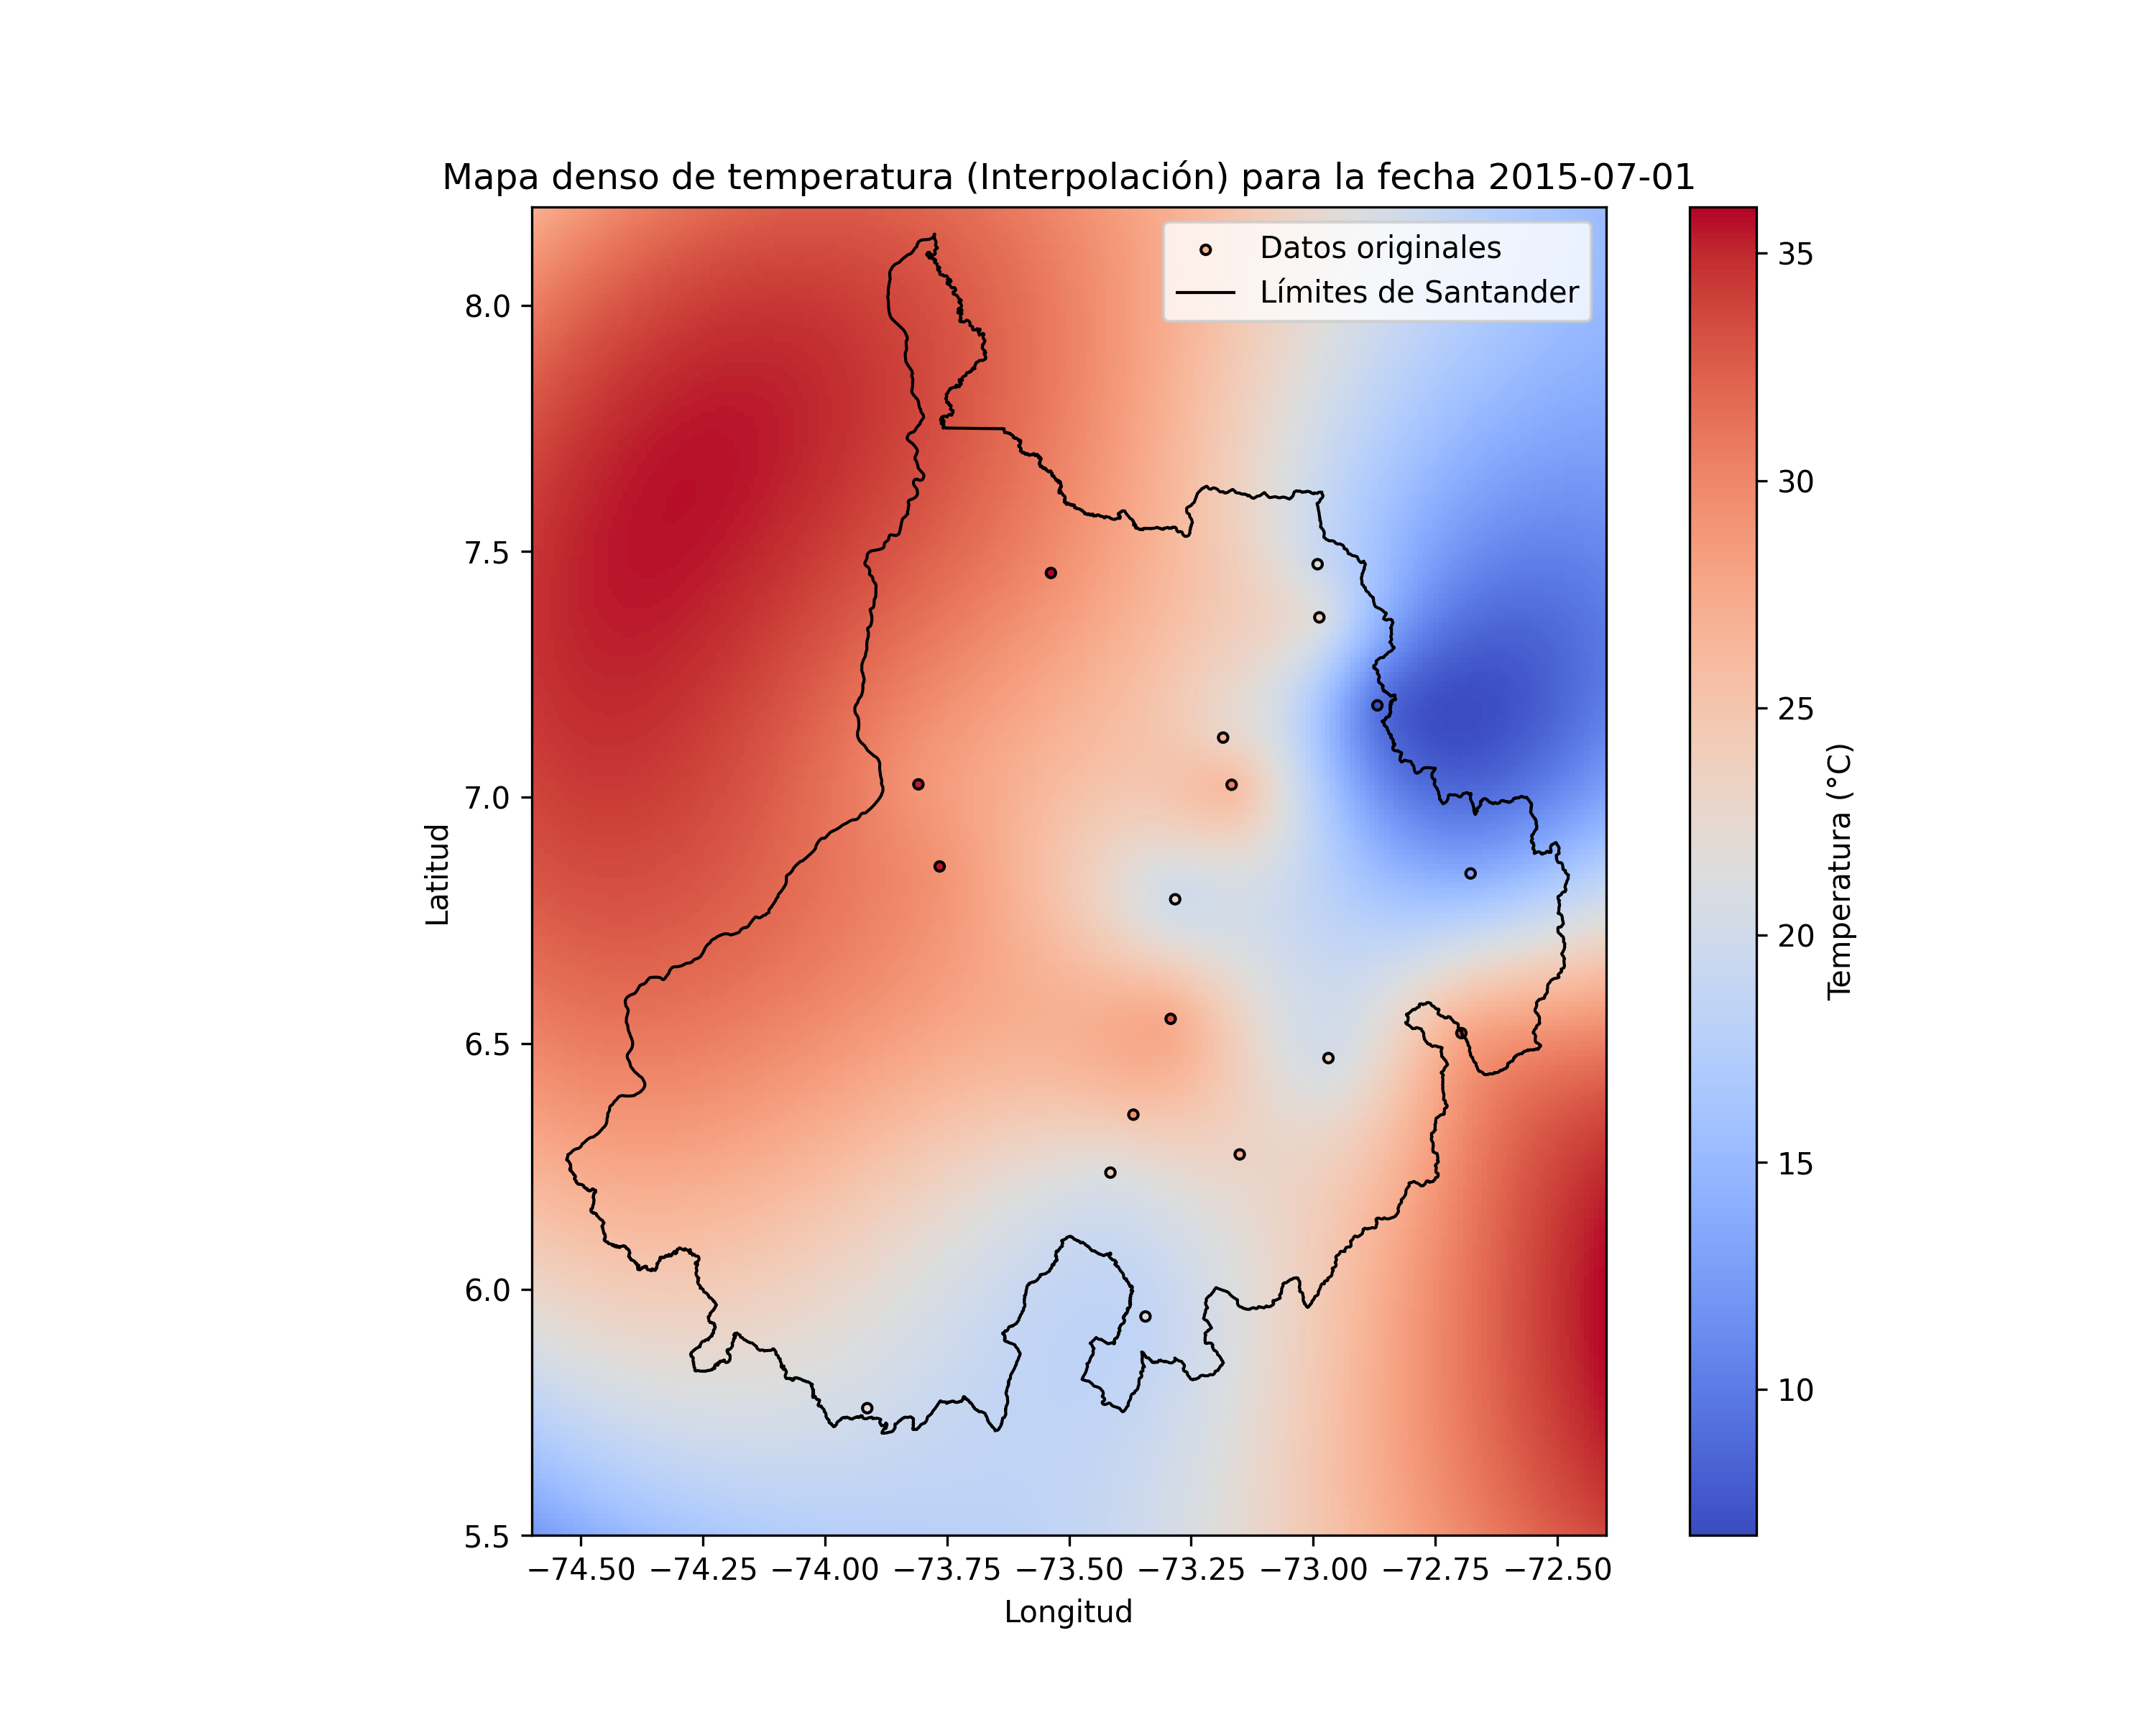 Mapa denso de temperatura (Interpolación) para la fecha 2015-07-01
Datos originales
Límites de Santander
8.0
7.5
7.0
6.5
6.0
5.5
Latitud
−74.50 −74.25 −74.00 −73.75 −73.50 −73.25 −73.00 −72.75 −72.50
Longitud
35
30
25
20
15
10
Temperatura (°C)